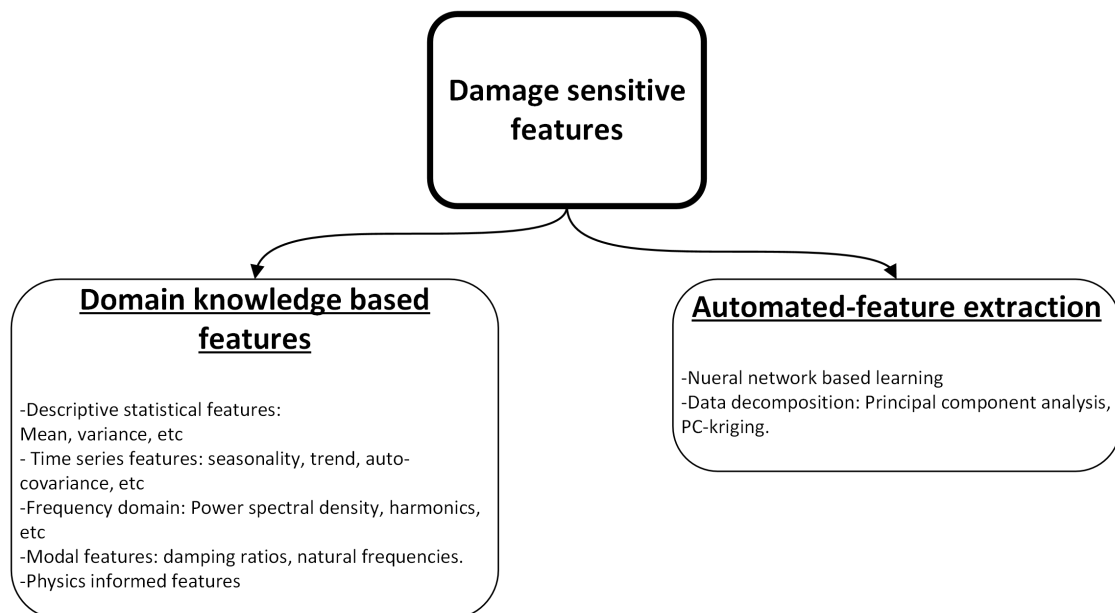 Damage sensitive
features
Domain knowledge based
features
-Descriptive statistical features:
Mean, variance, etc
- Time series features: seasonality, trend, auto-
covariance, etc
-Frequency domain: Power spectral density, harmonics,
etc
-Modal features: damping ratios, natural frequencies.
-Physics informed features
Automated-feature extraction
-Nueral network based learning
-Data decomposition: Principal component analysis,
PC-kriging.